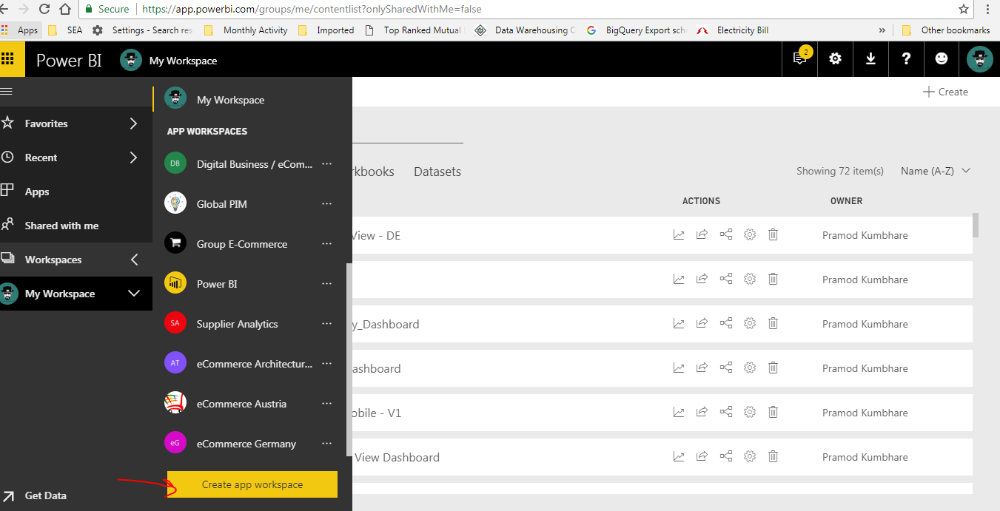 Secure | https://app.powerbi.com/groups/me/contentlist?onlySharedWithMe=false
Apps SEA Settings - Search res Monthly Activity Imported Top Ranked Mutual Data Warehousing C BigQuery Export sch Electricity Bill » Other bookmarks
Power BI My Workspace 2 ?
My Workspace
+ Create
Favorites
APP WORKSPACES
Recent
DB Digital Business / eCom... ...
rkbooks Datasets Showing 72 item(s) Name (A-Z)
Apps
Global PIM ...
ACTIONS OWNER
Shared with me
Group E-Commerce ...
View - DE Pramod Kumbhare
Workspaces
Power BI ...
Pramod Kumbhare
My Workspace
SA Supplier Analytics ...
y_Dashboard Pramod Kumbhare
AT eCommerce Architectur... ...
ashboard Pramod Kumbhare
eCommerce Austria ...
obile - V1 Pramod Kumbhare
eG eCommerce Germany ...
View Dashboard Pramod Kumbhare
Create app workspace
Get Data